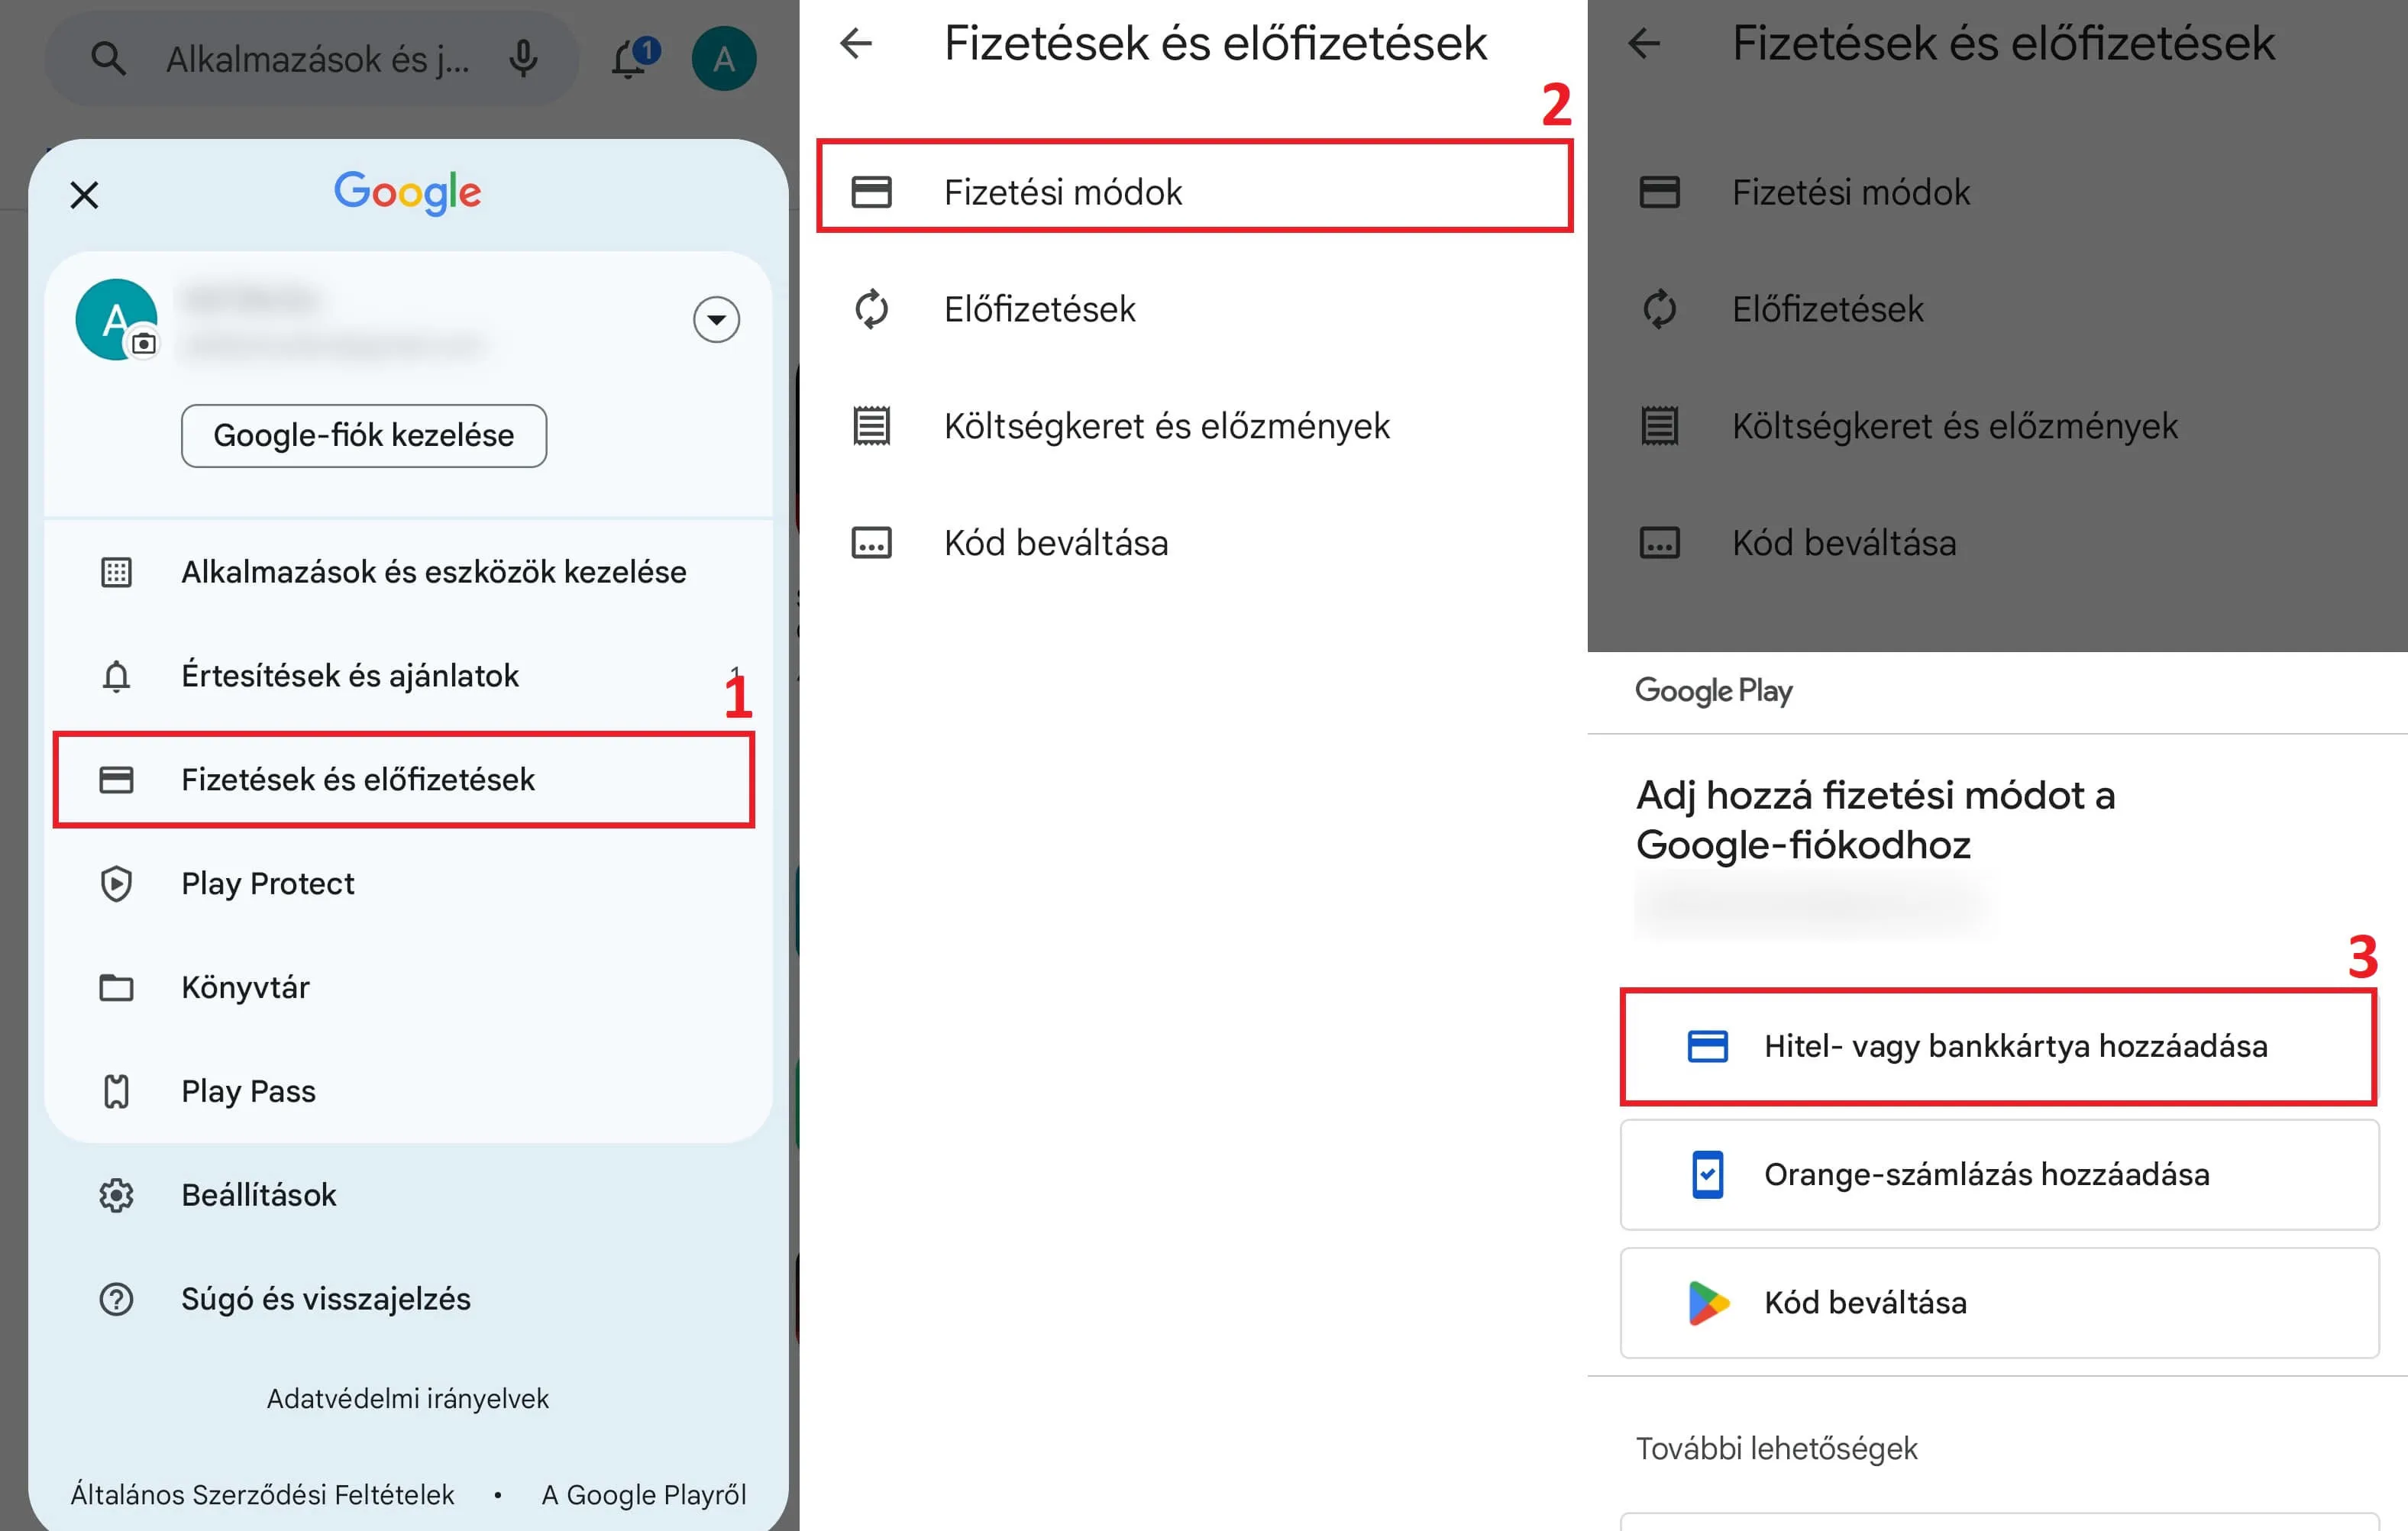 Alkalmazások és j...
1
A
Google
A
Google-fiók kezelése
Alkalmazások és eszközök kezelése
Értesítések és ajánlatok
1
1
Fizetések és előfizetések
Play Protect
Könyvtár
Play Pass
Beállítások
Súgó és visszajelzés
Adatvédelmi irányelvek
Általános Szerződési Feltételek • A Google Playről
Fizetések és előfizetések
2
Fizetési módok
Előfizetések
Költségkeret és előzmények
Kód beváltása
Fizetések és előfizetések
Fizetési módok
Előfizetések
Költségkeret és előzmények
Kód beváltása
Google Play
Adj hozzá fizetési módot a
Google-fiókodhoz
3
Hitel- vagy bankkártya hozzáadása
Orange-számlázás hozzáadása
Kód beváltása
További lehetőségek